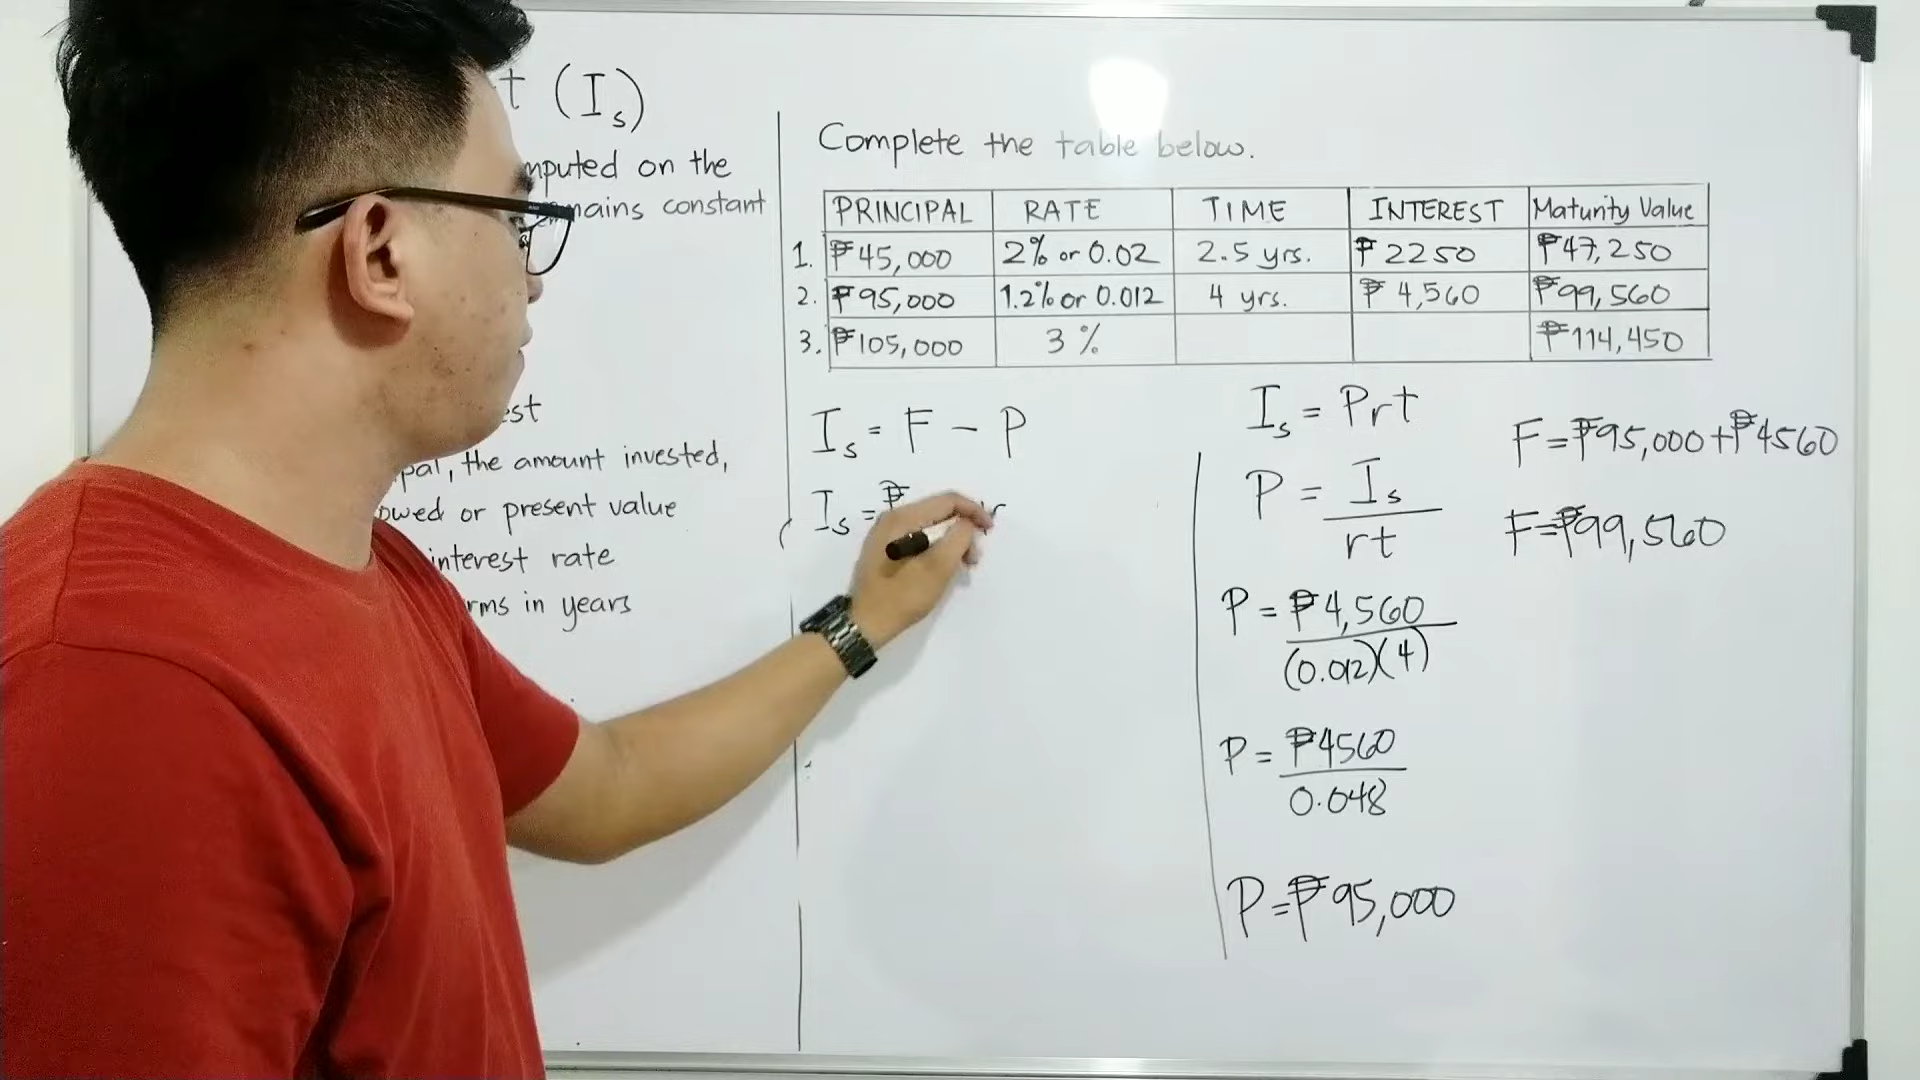 t (Is)
mputed on the
mains constant
est
pal, the amount invested,
owed or present value
interest rate
rms in years
Complete the table below.
PRINCIPAL RATE TIME INTEREST Maturity Value
1. ₱45,000 2% or 0.02 2.5 yrs. ₱2250 ₱47,250
2. ₱95,000 1.2% or 0.012 4 yrs. ₱4,560 ₱99,560
3. ₱105,000 3% ₱114,450
Is = F - P
Is = ₱
Is = Prt
P = Is
rt
P = ₱4,560
(0.012)(4)
P = ₱4560
0.048
P = ₱95,000
F = ₱95,000 + ₱4560
F = ₱99,560